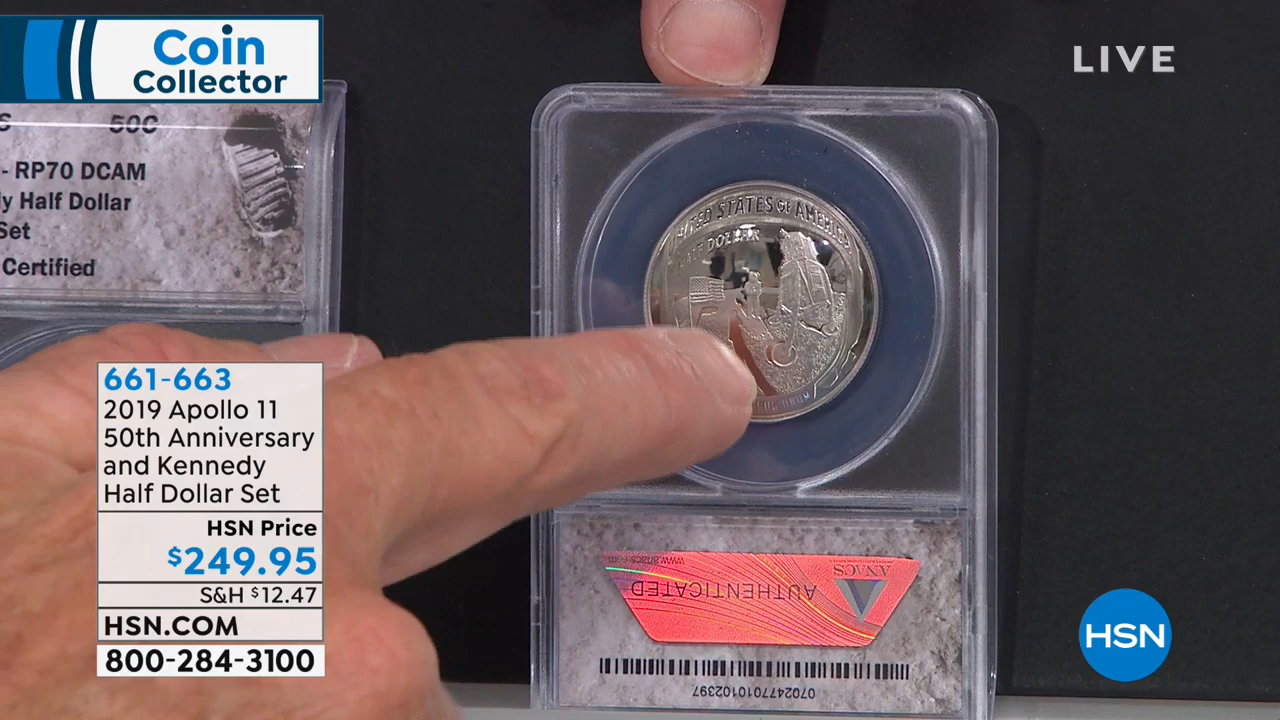 Coin
Collector
LIVE
S 50C
- RP70 DCAM
y Half Dollar
Set
Certified
UNITED STATES OF AMERICA
HALF DOLLAR
UNUM
661-663
2019 Apollo 11
50th Anniversary
and Kennedy
Half Dollar Set
HSN Price
$249.95
S&H $12.47
HSN.COM
800-284-3100
www.anacs.com
ANACS
AUTHENTICATED
0702477010102397
HSN